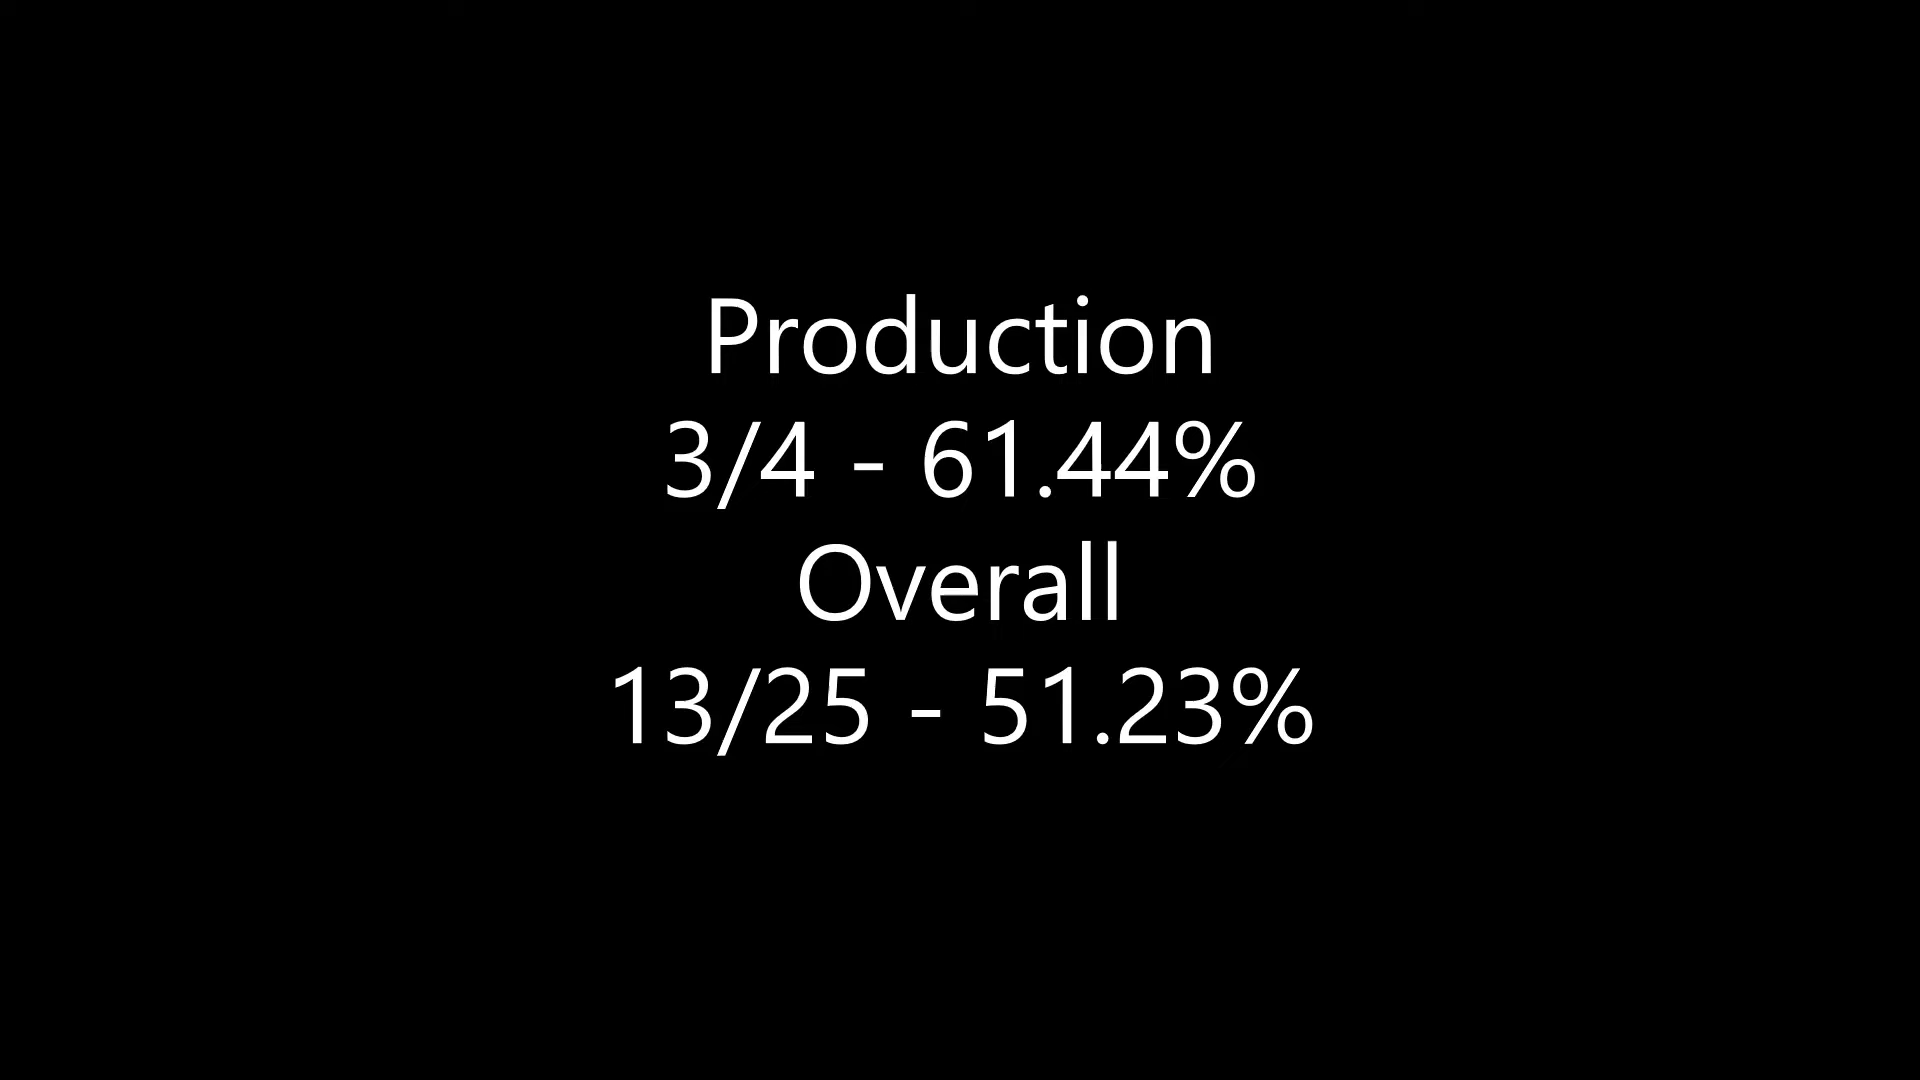 Production
3/4 - 61.44%
Overall
13/25 - 51.23%